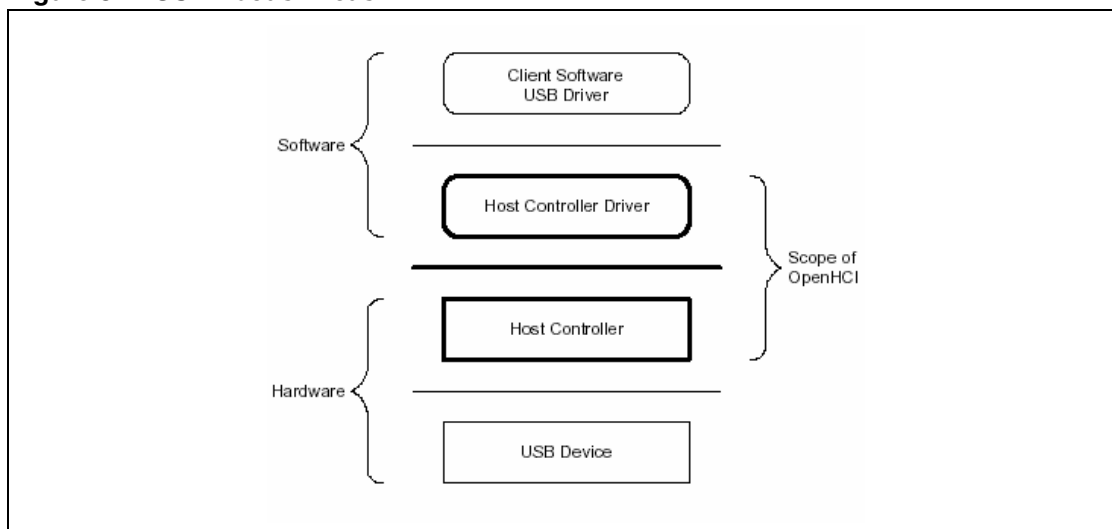 Client Software
USB Driver
Software
Host Controller Driver
Scope of
OpenHCI
Host Controller
Hardware
USB Device